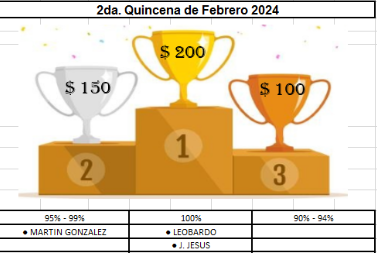 2da. Quincena de Febrero 2024
$ 200
$ 150
$ 100
1
2
3
95% - 99% 100% 90% - 94%
● MARTIN GONZALEZ ● LEOBARDO
● J. JESUS